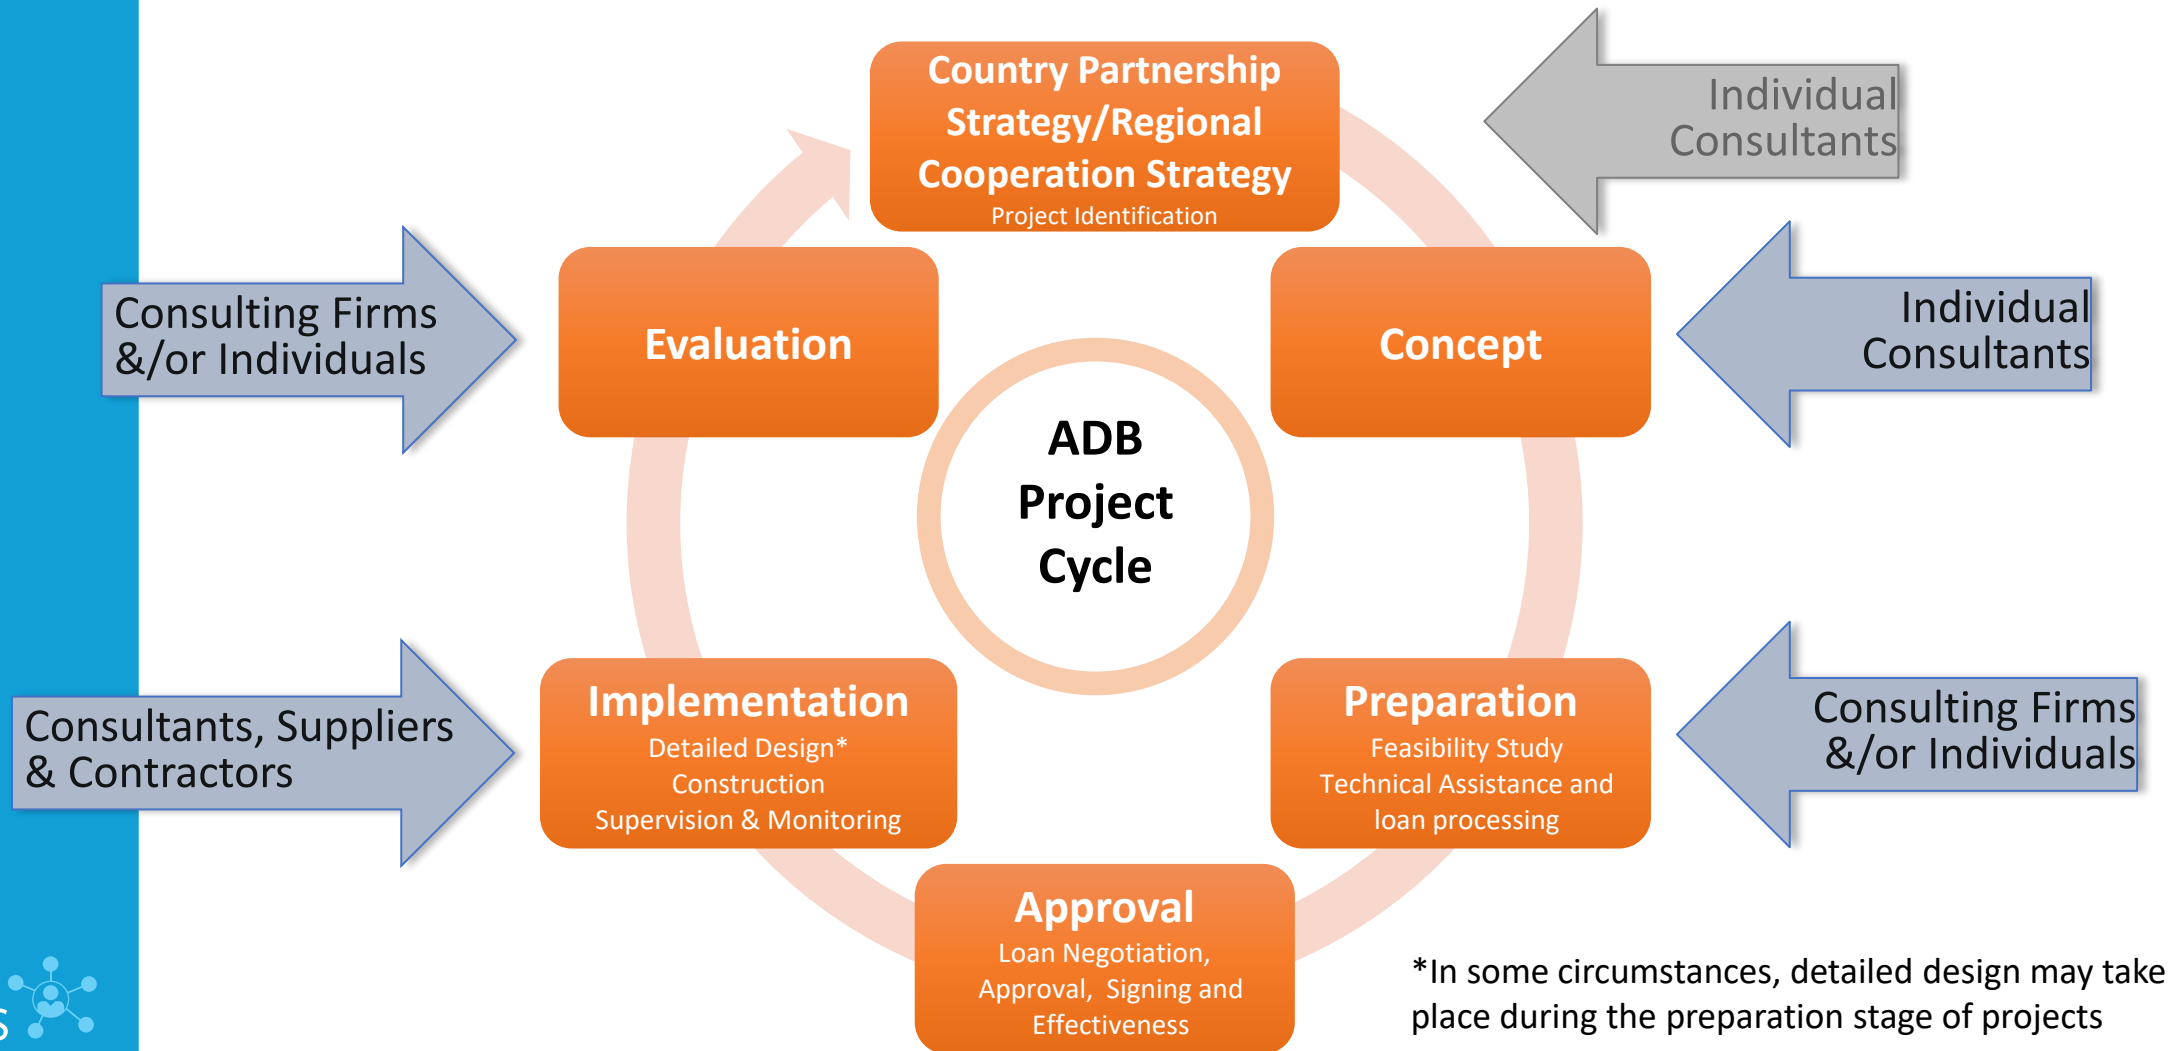 Country Partnership
Strategy/Regional
Cooperation Strategy
Project Identification
Individual
Consultants
Concept
Individual
Consultants
Preparation
Feasibility Study
Technical Assistance and
loan processing
Consulting Firms
&/or Individuals
Approval
Loan Negotiation,
Approval, Signing and
Effectiveness
Implementation
Detailed Design*
Construction
Supervision & Monitoring
Consultants, Suppliers
& Contractors
Evaluation
Consulting Firms
&/or Individuals
ADB
Project
Cycle
*In some circumstances, detailed design may take
place during the preparation stage of projects